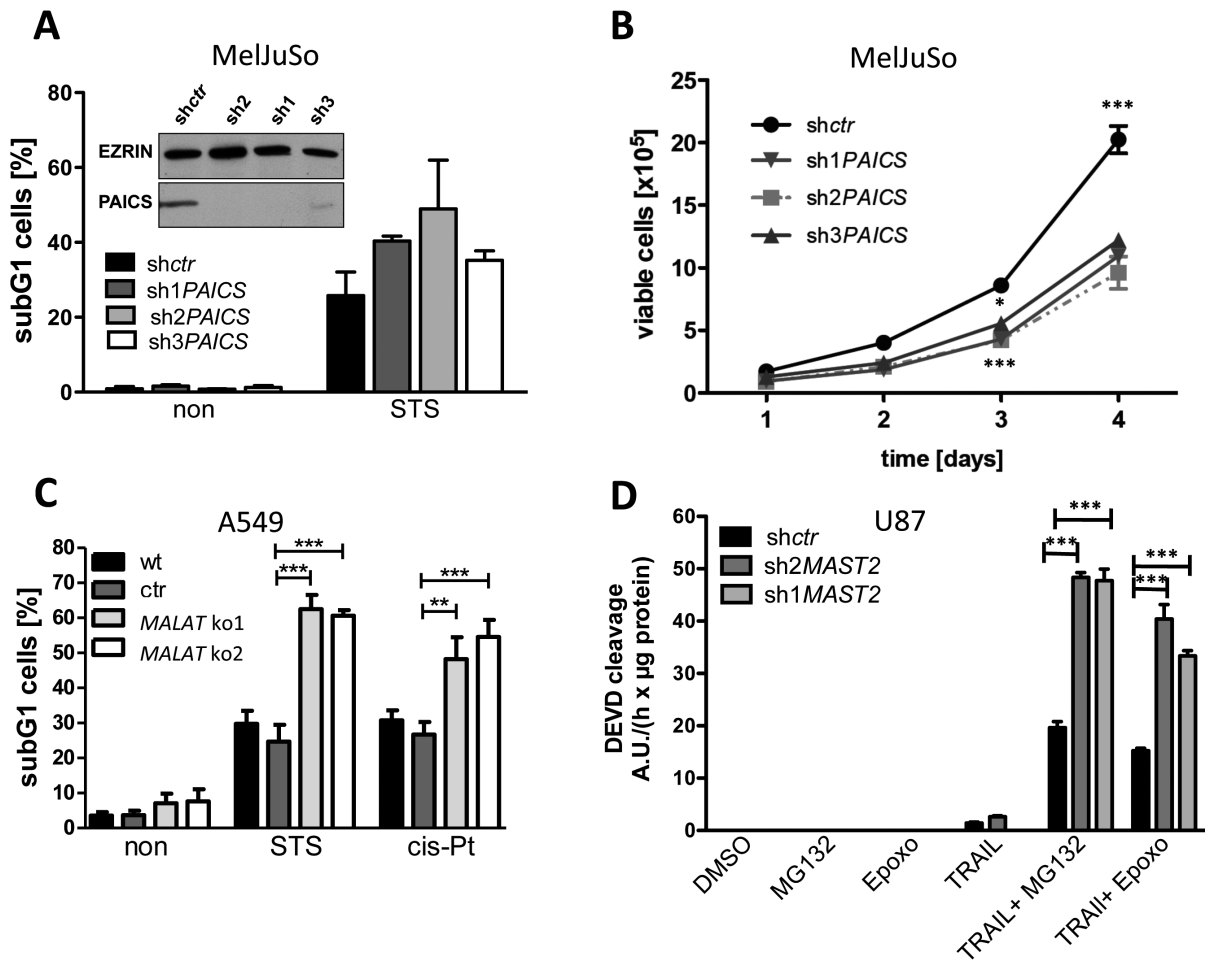 A
MelJuSo
subG1 cells [%]
80
60
40
20
0
shctr
sh2
sh1
sh3
EZRIN
PAICS
shctr
sh1PAICS
sh2PAICS
sh3PAICS
non
STS
B
MelJuSo
viable cells [x10⁵]
25
20
15
10
5
0
shctr
sh1PAICS
sh2PAICS
sh3PAICS
***
*
***
1
2
3
4
time [days]
C
A549
subG1 cells [%]
80
70
60
50
40
30
20
10
0
wt
ctr
MALAT ko1
MALAT ko2
***
***
***
**
non
STS
cis-Pt
D
U87
DEVD cleavage
A.U./(h x µg protein)
60
50
40
30
20
10
0
shctr
sh2MAST2
sh1MAST2
***
***
***
***
DMSO
MG132
Epoxo
TRAIL
TRAIL+ MG132
TRAIl+ Epoxo